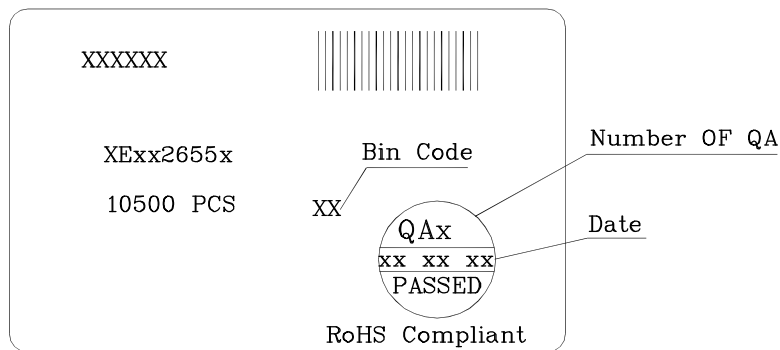 XXXXXX
Number OF QA
XExx2655x
Bin Code
10500 PCS
XX
QAx
Date
xx xx xx
PASSED
RoHS Compliant